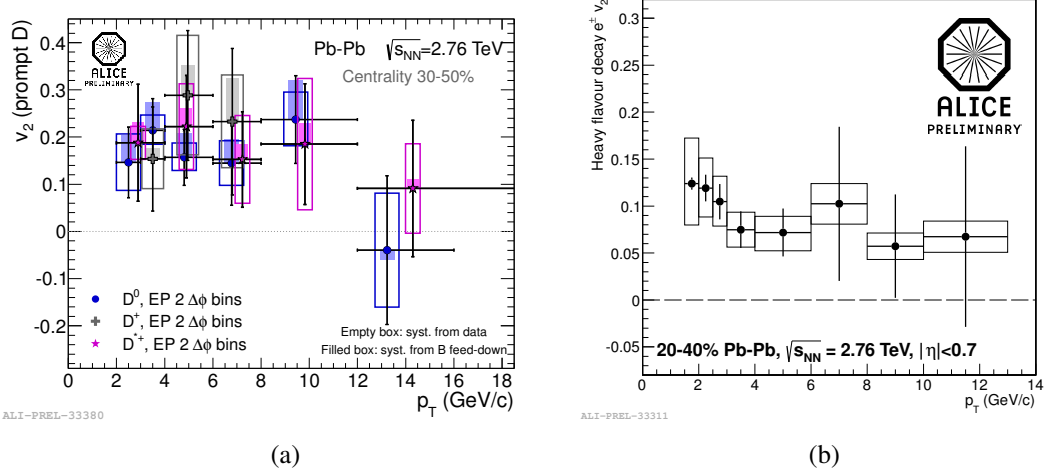 (a)
v₂ (prompt D)
0.4
0.3
0.2
0.1
0
-0.1
-0.2
ALICE
PRELIMINARY
Pb-Pb √sNN=2.76 TeV
Centrality 30-50%
D⁰, EP 2 Δϕ bins
D⁺, EP 2 Δϕ bins
D*⁺, EP 2 Δϕ bins
Empty box: syst. from data
Filled box: syst. from B feed-down
0 2 4 6 8 10 12 14 16 18
pT (GeV/c)
ALI-PREL-33380
(a)
Heavy flavour decay e± v₂
0.3
0.25
0.2
0.15
0.1
0.05
0
-0.05
ALICE
PRELIMINARY
20-40% Pb-Pb, √sNN = 2.76 TeV, |η|<0.7
0 2 4 6 8 10 12 14
pT (GeV/c)
ALI-PREL-33311
(b)